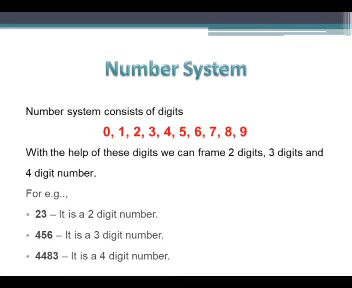 Number System
Number system consists of digits
0, 1, 2, 3, 4, 5, 6, 7, 8, 9
With the help of these digits we can frame 2 digits, 3 digits and
4 digit number.
For e.g..,
• 23 – It is a 2 digit number.
• 456 – It is a 3 digit number.
• 4483 – It is a 4 digit number.